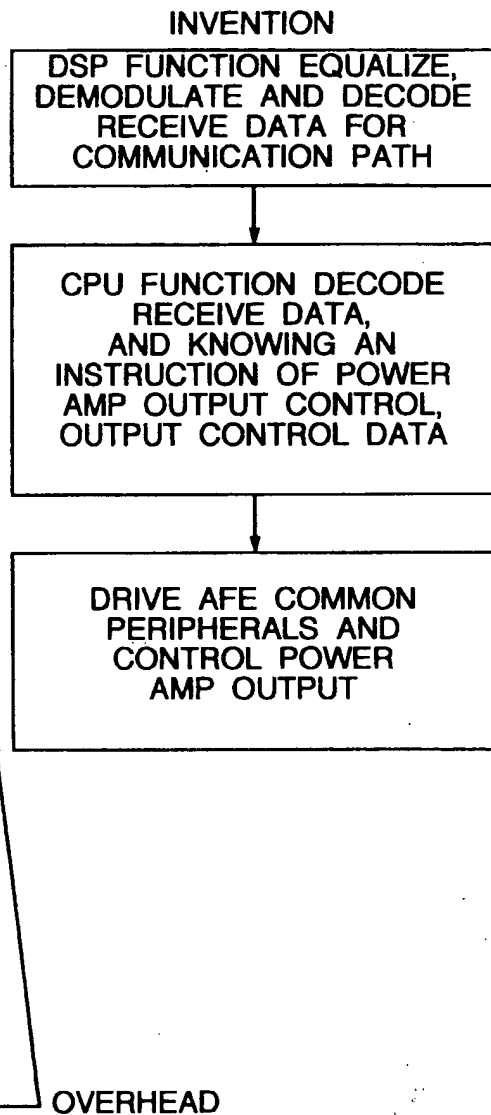 INVENTION
DSP FUNCTION EQUALIZE,
DEMODULATE AND DECODE
RECEIVE DATA FOR
COMMUNICATION PATH
CPU FUNCTION DECODE
RECEIVE DATA,
AND KNOWING AN
INSTRUCTION OF POWER
AMP OUTPUT CONTROL,
OUTPUT CONTROL DATA
DRIVE AFE COMMON
PERIPHERALS AND
CONTROL POWER
AMP OUTPUT
OVERHEAD